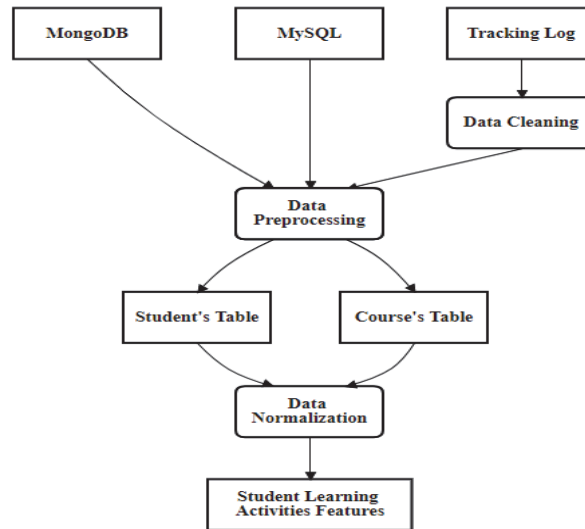 MongoDB
MySQL
Tracking Log
Data Cleaning
Data
Preprocessing
Student's Table
Course's Table
Data
Normalization
Student Learning
Activities Features